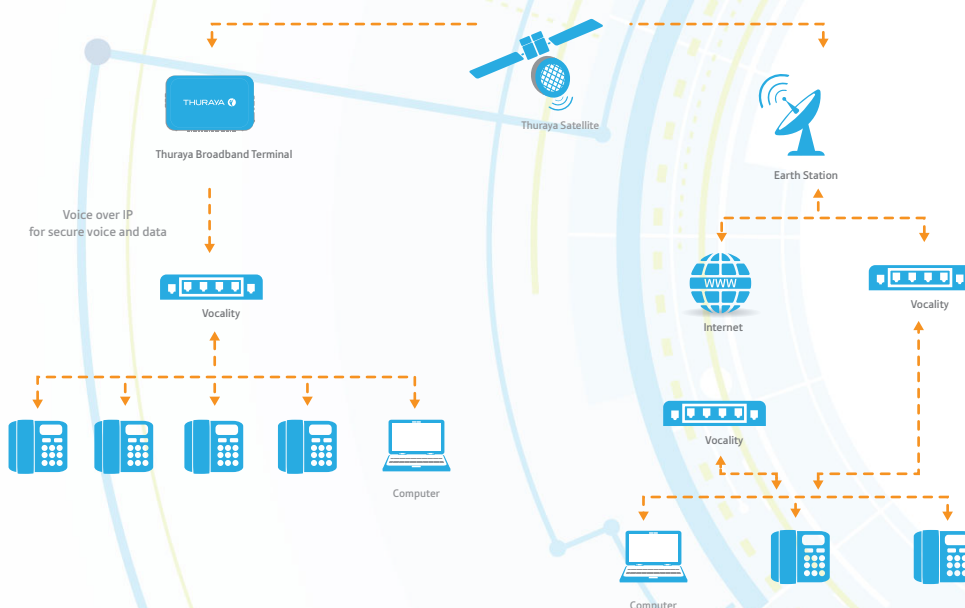 THURAYA
Thuraya Satellite
Thuraya Broadband Terminal
Earth Station
Voice over IP
for secure voice and data
WWW
Vocality
Vocality
Internet
Vocality
Computer
Computer